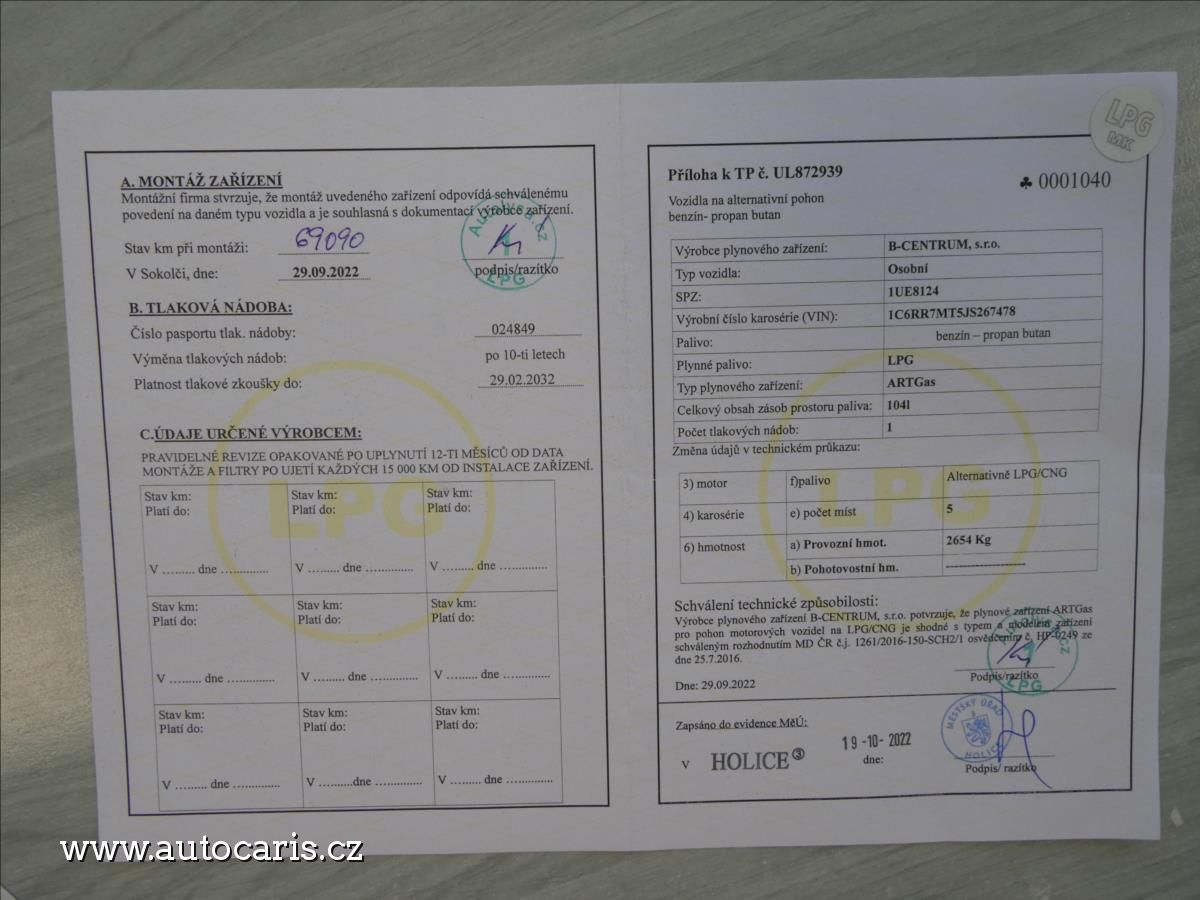 A. MONTÁŽ ZAŘÍZENÍ
Montážní firma stvrzuje, že montáž uvedeného zařízení odpovídá schválenému
povedení na daném typu vozidla a je souhlasná s dokumentací výrobce zařízení.
Stav km při montáži: 69090
V Sokolči, dne: 29.09.2022
podpis/razítko
LPG
B. TLAKOVÁ NÁDOBA:
Číslo pasportu tlak. nádoby: 024849
Výměna tlakových nádob: po 10-ti letech
Platnost tlakové zkoušky do: 29.02.2032
C.ÚDAJE URČENÉ VÝROBCEM:
PRAVIDELNÉ REVIZE OPAKOVANÉ PO UPLYNUTÍ 12-TI MĚSÍCŮ OD DATA
MONTÁŽE A FILTRY PO UJETÍ KAŽDÝCH 15 000 KM OD INSTALACE ZAŘÍZENÍ.
Stav km: Stav km: Stav km:
Platí do: Platí do: Platí do:
V ......... dne ............. V ......... dne ............. V ......... dne .............
Stav km: Stav km: Stav km:
Platí do: Platí do: Platí do:
V ......... dne ............. V ......... dne ............. V ......... dne .............
Stav km: Stav km: Stav km:
Platí do: Platí do: Platí do:
V ......... dne ............. V .........dne ............. V ......... dne .............
LPG
LPG
MK
Příloha k TP č. UL872939
♣ 0001040
Vozidla na alternativní pohon
benzín- propan butan
Výrobce plynového zařízení: B-CENTRUM, s.r.o.
Typ vozidla: Osobní
SPZ: 1UE8124
Výrobní číslo karosérie (VIN): 1C6RR7MT5JS267478
Palivo: benzín – propan butan
Plynné palivo: LPG
Typ plynového zařízení: ARTGas
Celkový obsah zásob prostoru paliva: 104l
Počet tlakových nádob: 1
Změna údajů v technickém průkazu:
3) motor f)palivo Alternativně LPG/CNG
4) karosérie e) počet míst 5
6) hmotnost a) Provozní hmot. 2654 Kg
b) Pohotovostní hm. --------------------
LPG
Schválení technické způsobilosti:
Výrobce plynového zařízení B-CENTRUM, s.r.o. potvrzuje, že plynové zařízení ARTGas
pro pohon motorových vozidel na LPG/CNG je shodné s typem a modelem zařízení
schváleným rozhodnutím MD ČR č.j. 1261/2016-150-SCH2/1 osvědčením č. HP-0249 ze
dne 25.7.2016.
Podpis/razítko
LPG
Dne: 29.09.2022
Zapsáno do evidence MěÚ:
MĚSTSKÝ ÚŘAD
HOLICE
V HOLICE ③ 19-10-2022
dne:
Podpis/ razítko
www.autocaris.cz